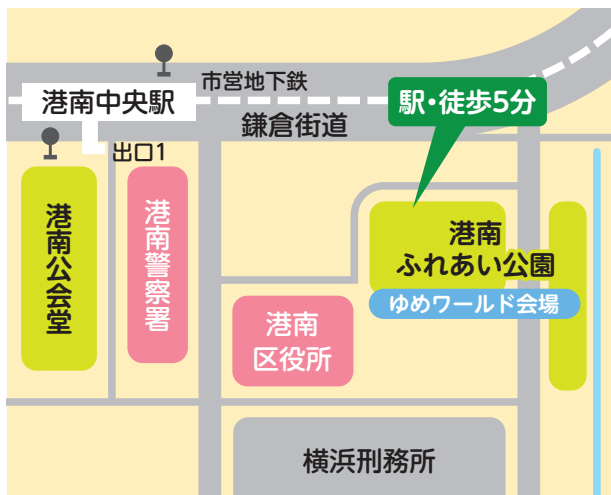 市営地下鉄
港南中央駅
駅・徒歩5分
鎌倉街道
出口1
港南公会堂
港南警察署
港南
ふれあい公園
ゆめワールド会場
港南
区役所
横浜刑務所